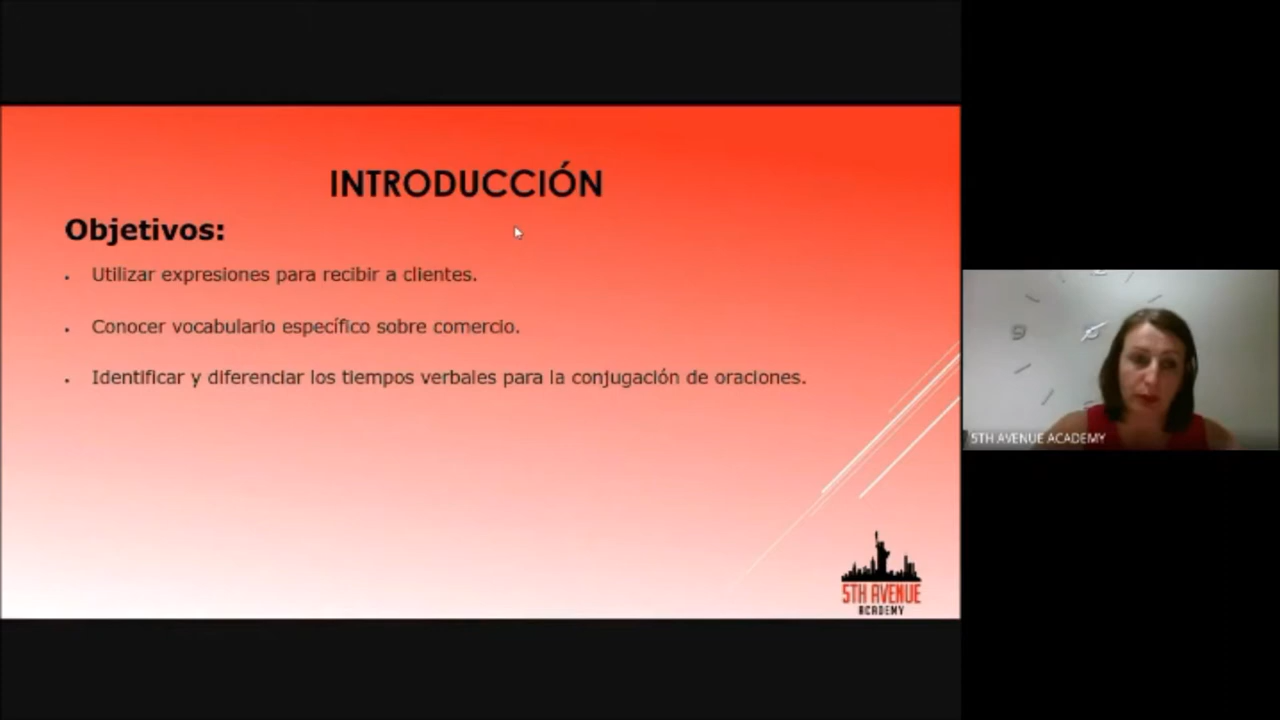 INTRODUCCIÓN
Objetivos:
• Utilizar expresiones para recibir a clientes.
• Conocer vocabulario específico sobre comercio.
• Identificar y diferenciar los tiempos verbales para la conjugación de oraciones.
5TH AVENUE
ACADEMY
9
5TH AVENUE ACADEMY